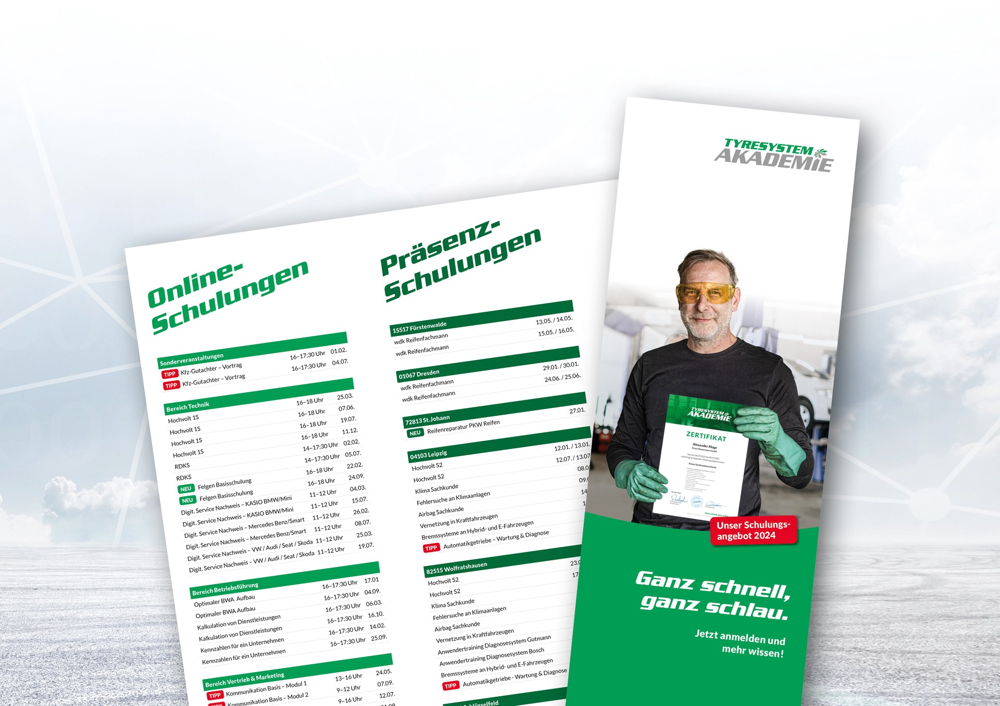 Online-
Schulungen
Sonderveranstaltungen
TIPP Kfz-Gutachter – Vortrag 16–17:30 Uhr 01.02.
TIPP Kfz-Gutachter – Vortrag 16–17:30 Uhr 04.07.
Bereich Technik
Hochvolt 1S 16–18 Uhr 25.03.
Hochvolt 1S 16–18 Uhr 07.06.
Hochvolt 1S 16–18 Uhr 19.07.
Hochvolt 1S 16–18 Uhr 11.12.
RDKS 14–17:30 Uhr 02.02.
RDKS 14–17:30 Uhr 05.07.
NEU Felgen Basisschulung 16–18 Uhr 22.02.
NEU Felgen Basisschulung 16–18 Uhr 24.09.
Digit. Service Nachweis – KASIO BMW/Mini 11–12 Uhr 04.03.
Digit. Service Nachweis – KASIO BMW/Mini 11–12 Uhr 15.07.
Digit. Service Nachweis – Mercedes Benz/Smart 11–12 Uhr 26.02.
Digit. Service Nachweis – Mercedes Benz/Smart 11–12 Uhr 08.07.
Digit. Service Nachweis – VW / Audi / Seat / Skoda 11–12 Uhr 25.03.
Digit. Service Nachweis – VW / Audi / Seat / Skoda 11–12 Uhr 19.07.
Bereich Betriebsführung
Optimaler BWA Aufbau 16–17:30 Uhr 17.01
Optimaler BWA Aufbau 16–17:30 Uhr 04.09.
Kalkulation von Dienstleistungen 16–17:30 Uhr 06.03.
Kalkulation von Dienstleistungen 16–17:30 Uhr 16.10.
Kennzahlen für ein Unternehmen 16–17:30 Uhr 14.02.
Kennzahlen für ein Unternehmen 16–17:30 Uhr 25.09.
Bereich Vertrieb & Marketing
TIPP Kommunikation Basis – Modul 1 13–16 Uhr 24.05.
TIPP Kommunikation Basis – Modul 2 9–12 Uhr 07.09.
9–16 Uhr 12.07.
Präsenz-
Schulungen
15517 Fürstenwalde
wdk Reifenfachmann 13.05. / 14.05.
wdk Reifenfachmann 15.05. / 16.05.
01067 Dresden
wdk Reifenfachmann 29.01. / 30.01.
wdk Reifenfachmann 24.06. / 25.06.
72813 St.Johann
NEU Reifenreparatur PKW Reifen 27.01.
04103 Leipzig
Hochvolt S2 12.01. / 13.01.
Hochvolt S2 12.07. / 13.07
Klima Sachkunde 08.0
Fehlersuche an Klimaanlagen 09.
Airbag Sachkunde 14
Vernetzung in Kraftfahrzeugen 1
Bremssysteme an Hybrid- und E-Fahrzeugen
TIPP Automatikgetriebe – Wartung & Diagnose
82515 Wolfratshausen
Hochvolt S2 23.0
Hochvolt S2 17
Klima Sachkunde
Fehlersuche an Klimaanlagen
Airbag Sachkunde
Vernetzung in Kraftfahrzeugen
Anwendertraining Diagnosesystem Gutmann
Anwendertraining Diagnosesystem Bosch
Bremssysteme an Hybrid- und E-Fahrzeugen
TIPP Automatikgetriebe - Wartung & Diagnose
Schlüsselfeld
TYRESYSTEM
AKADEMIE
TYRESYSTEM
AKADEMIE
ZERTIFIKAT
Alexander Kluge
Firma Mustermann GmbH
Klima Sachkundenachweis
Unser Schulungs-
angebot 2024
Ganz schnell,
ganz schlau.
Jetzt anmelden und
mehr wissen!